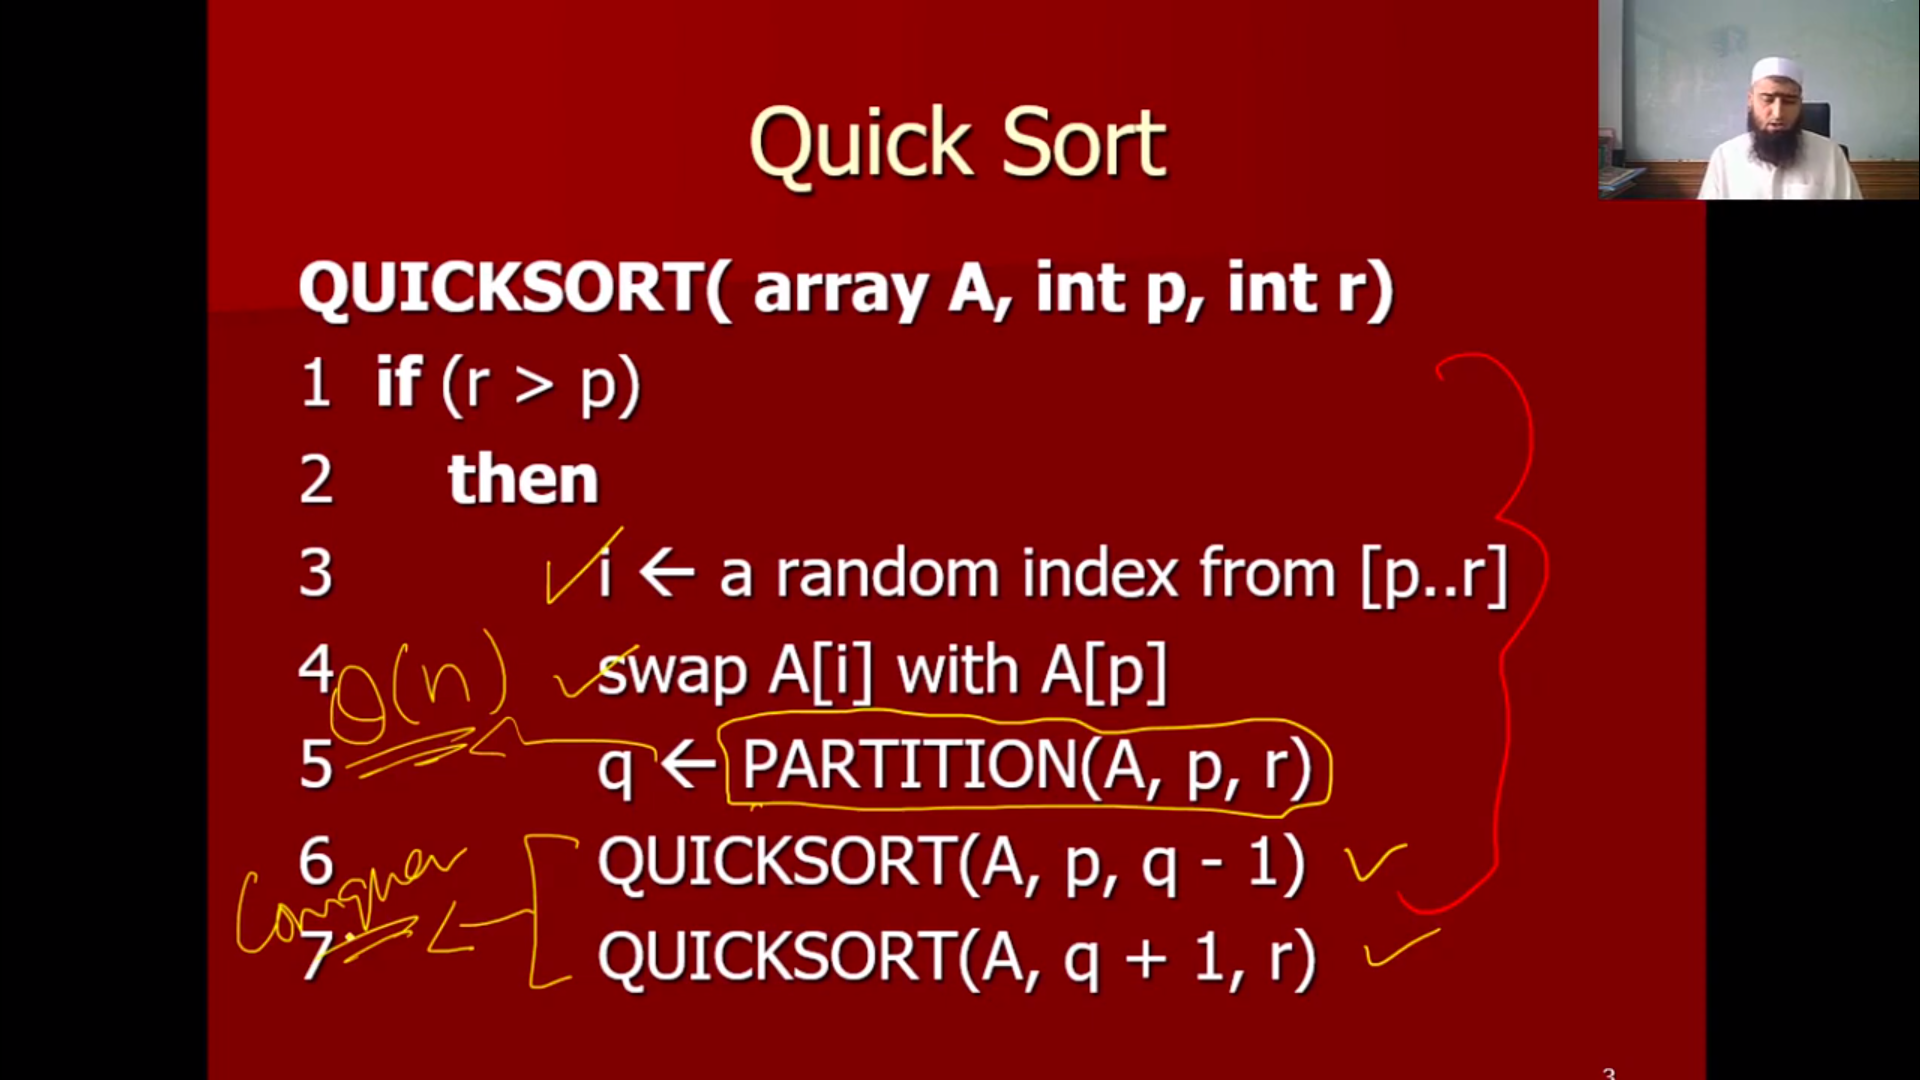 Quick Sort
QUICKSORT( array A, int p, int r)
1 if (r > p)
2 then
3 i ← a random index from [p..r]
4 swap A[i] with A[p]
Θ(n)
5 q ← PARTITION(A, p, r)
6 QUICKSORT(A, p, q - 1)
Conquer
7 QUICKSORT(A, q + 1, r)
3